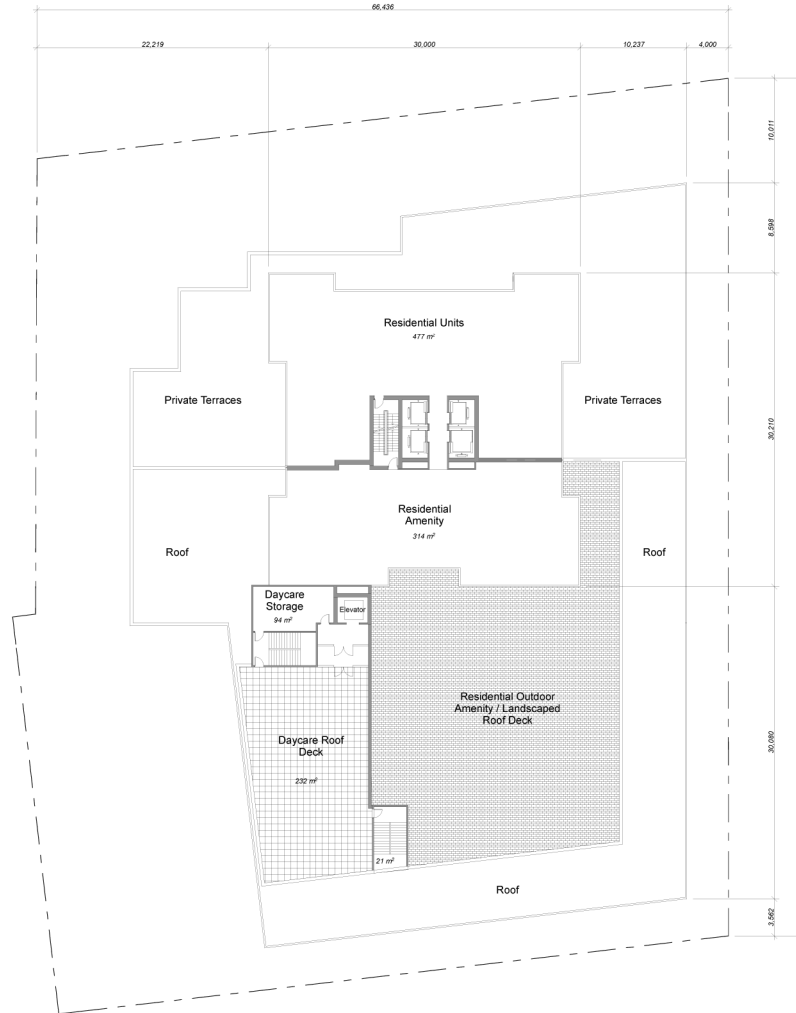 66,436
22,219
30,000
10,237
4,000
10,011
8,598
Residential Units
477 m²
Private Terraces
Private Terraces
30,210
Residential
Amenity
314 m²
Roof
Roof
Daycare
Storage
94 m²
Elevator
Residential Outdoor
Amenity / Landscaped
Roof Deck
Daycare Roof
Deck
232 m²
30,080
21 m²
Roof
3,562